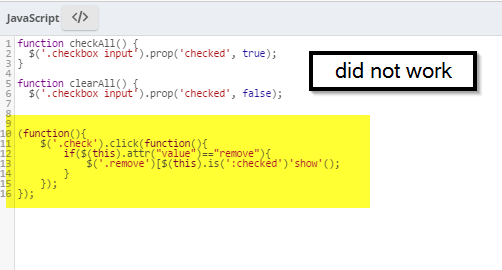 JavaScript </>
did not work
1 function checkAll() {
2 $('.checkbox input').prop('checked', true);
3 }
4
5 function clearAll() {
6 $('.checkbox input').prop('checked', false);
7
8
9
10 (function(){
11 $('.check').click(function(){
12 if($(this).attr("value")=="remove"){
13 $('.remove')[$(this).is(':checked')'show'();
14 }
15 });
16 });